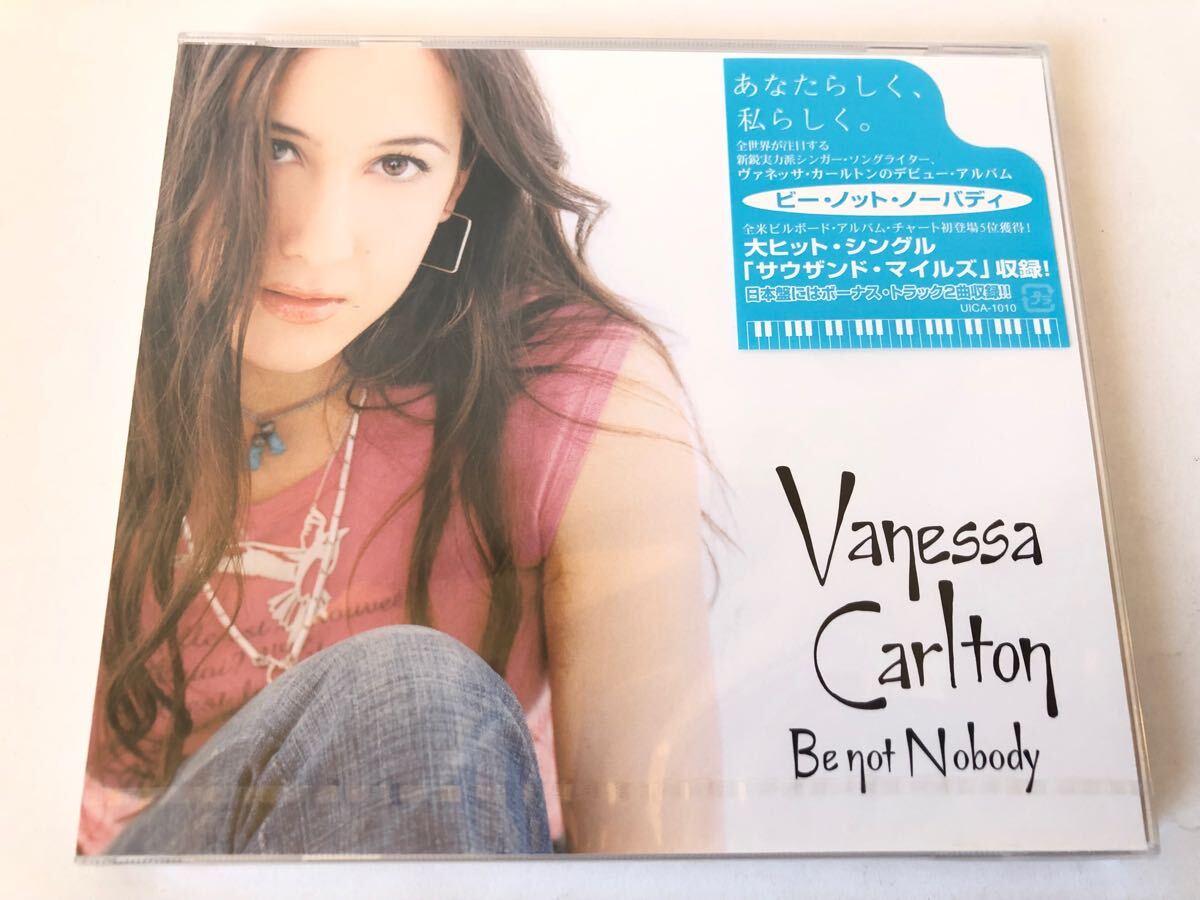 あなたらしく、
私らしく。
全世界が注目する
新鋭実力派シンガー・ソングライター、
ヴァネッサ・カールトンのデビュー・アルバム
ビー・ノット・ノーバディ
全米ビルボード・アルバム・チャート初登場5位獲得!
大ヒット・シングル
「サウザンド・マイルズ」収録!
日本盤にはボーナス・トラック2曲収録!!
プラ
UICA-1010
Vanessa
Carlton
Be not Nobody